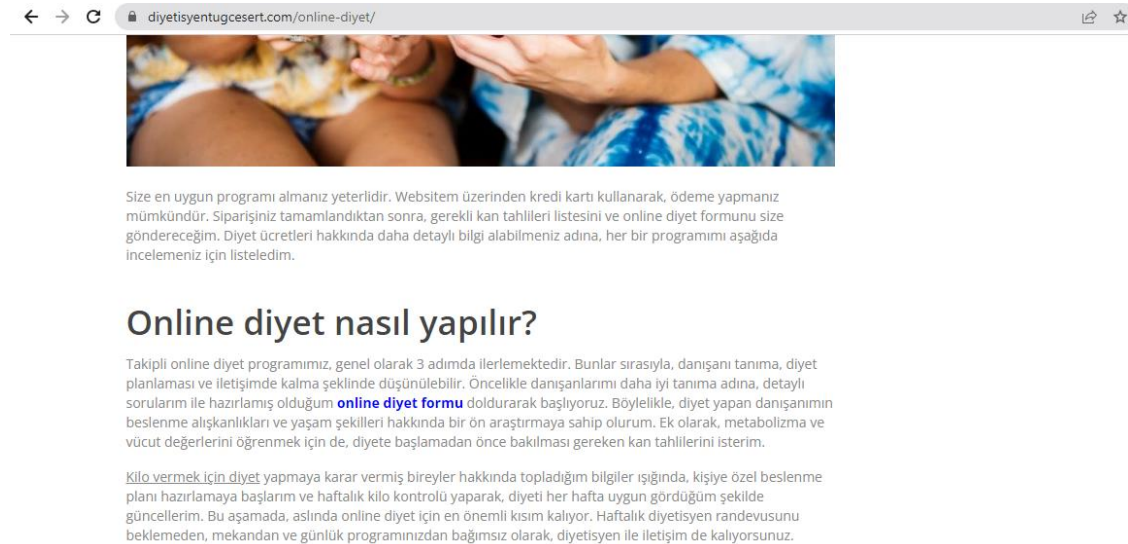 diyetisyentugcesert.com/online-diyet/
Size en uygun programı almanız yeterlidir. Websitem üzerinden kredi kartı kullanarak, ödeme yapmanız
mümkündür. Siparişiniz tamamlandıktan sonra, gerekli kan tahlileri listesini ve online diyet formunu size
göndereceğim. Diyet ücretleri hakkında daha detaylı bilgi alabilmeniz adına, her bir programımı aşağıda
incelemeniz için listeledim.
Online diyet nasıl yapılır?
Takipli online diyet programımız, genel olarak 3 adımda ilerlemektedir. Bunlar sırasıyla, danışanı tanıma, diyet
planlaması ve iletişimde kalma şeklinde düşünülebilir. Öncelikle danışanlarımı daha iyi tanıma adına, detaylı
sorularım ile hazırlamış olduğum online diyet formu doldurarak başlıyoruz. Böylelikle, diyet yapan danışanımın
beslenme alışkanlıkları ve yaşam şekilleri hakkında bir ön araştırmaya sahip olurum. Ek olarak, metabolizma ve
vücut değerlerini öğrenmek için de, diyete başlamadan önce bakılması gereken kan tahlilerini isterim.
Kilo vermek için diyet yapmaya karar vermiş bireyler hakkında topladığım bilgiler ışığında, kişiye özel beslenme
planı hazırlamaya başlarım ve haftalık kilo kontrolü yaparak, diyeti her hafta uygun gördüğüm şekilde
güncellerim. Bu aşamada, aslında online diyet için en önemli kısım kalıyor. Haftalık diyetisyen randevusunu
beklemeden, mekandan ve günlük programınızdan bağımsız olarak, diyetisyen ile iletişim de kalıyorsunuz.